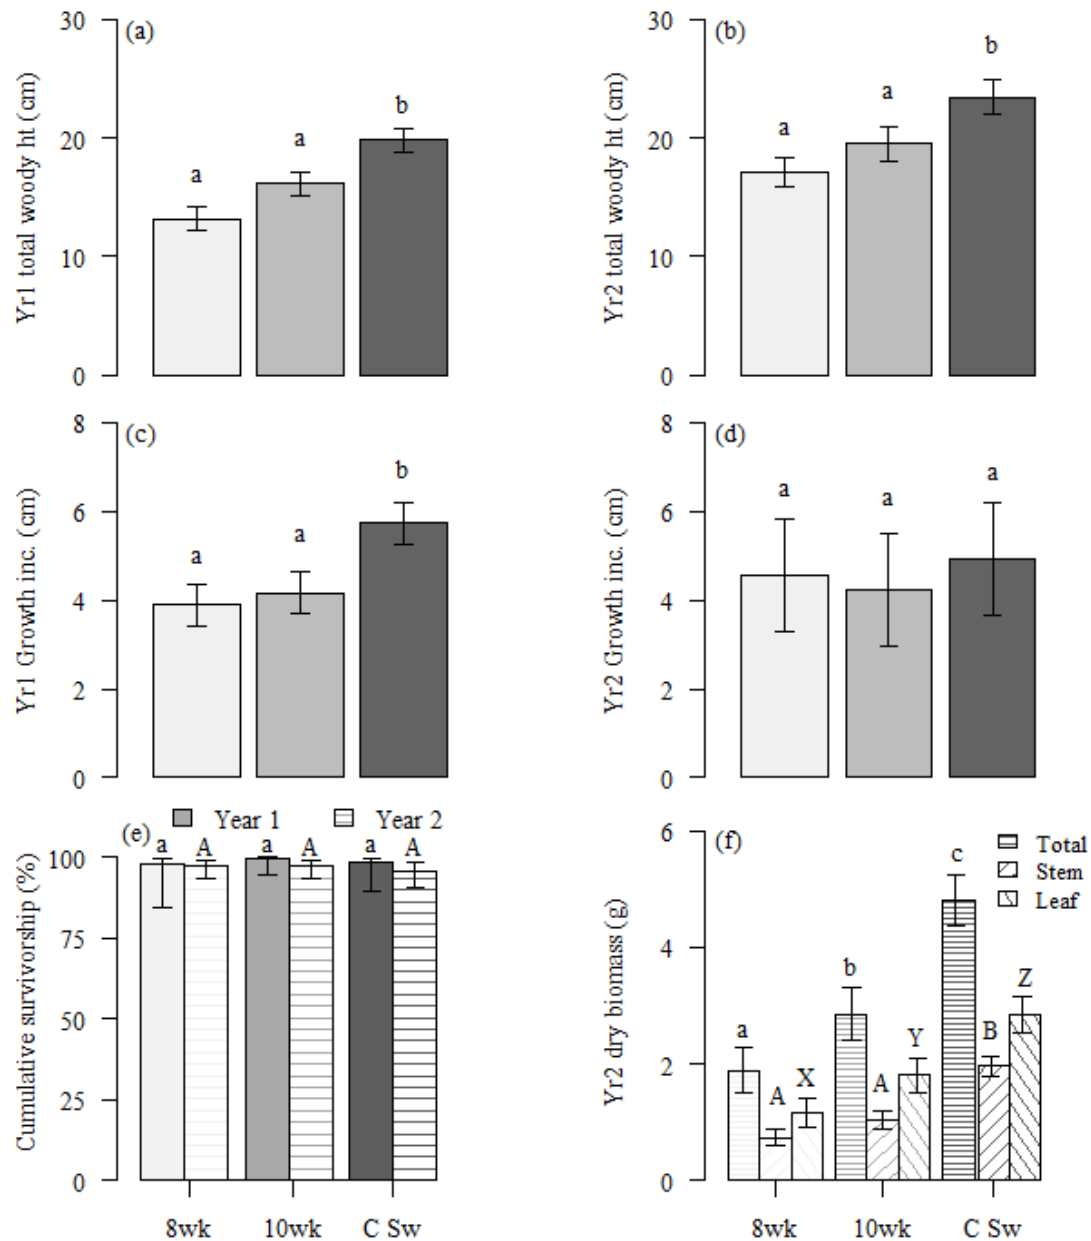 (a)
Yr1 total woody ht (cm)
30
20
10
0
a
a
b
(b)
Yr2 total woody ht (cm)
30
20
10
0
a
a
b
(c)
Yr1 Growth inc. (cm)
8
6
4
2
0
a
a
b
(d)
Yr2 Growth inc. (cm)
8
6
4
2
0
a
a
a
(e)
Year 1
Year 2
Cumulative survivorship (%)
100
75
50
25
0
a
A
a
A
a
A
8wk
10wk
C Sw
(f)
Total
Stem
Leaf
Yr2 dry biomass (g)
6
4
2
0
a
A
X
b
A
Y
c
B
Z
8wk
10wk
C Sw